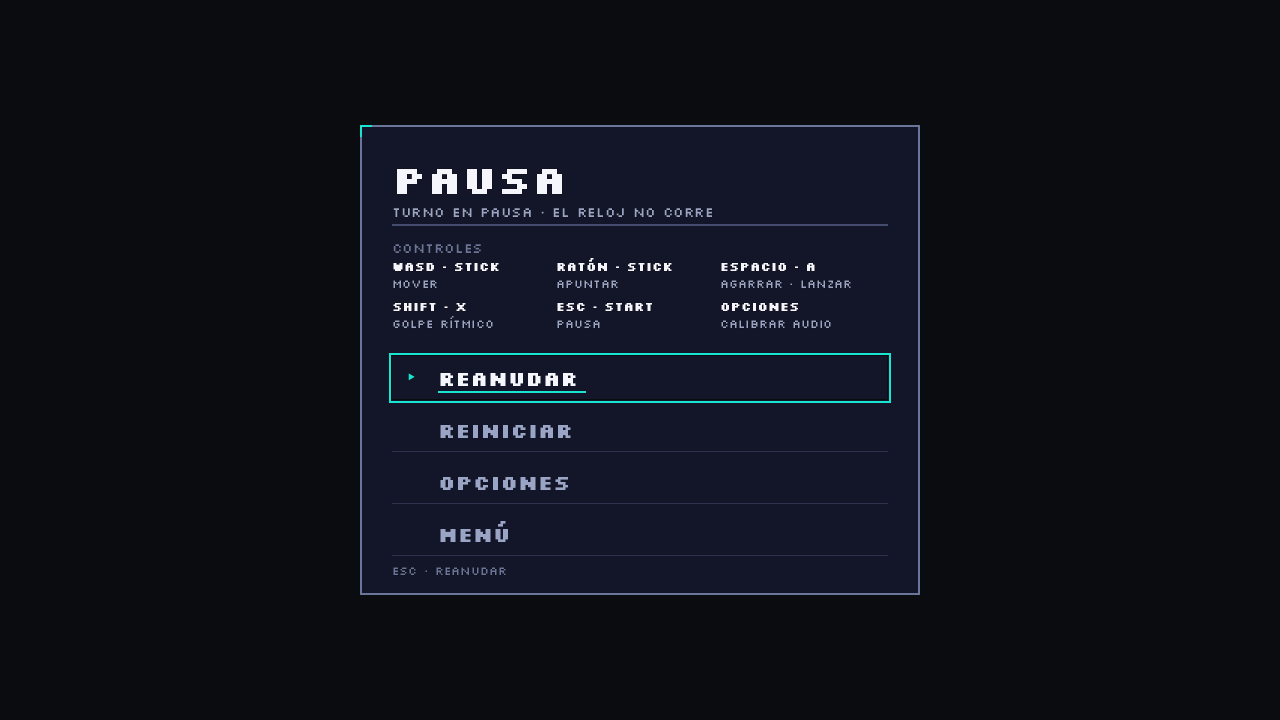 PAUSA
TURNO EN PAUSA · EL RELOJ NO CORRE
CONTROLES
WASD · STICK RATÓN · STICK ESPACIO · A
MOVER APUNTAR AGARRAR · LANZAR
SHIFT · X ESC · START OPCIONES
GOLPE RÍTMICO PAUSA CALIBRAR AUDIO
REANUDAR
REINICIAR
OPCIONES
MENÚ
ESC · REANUDAR